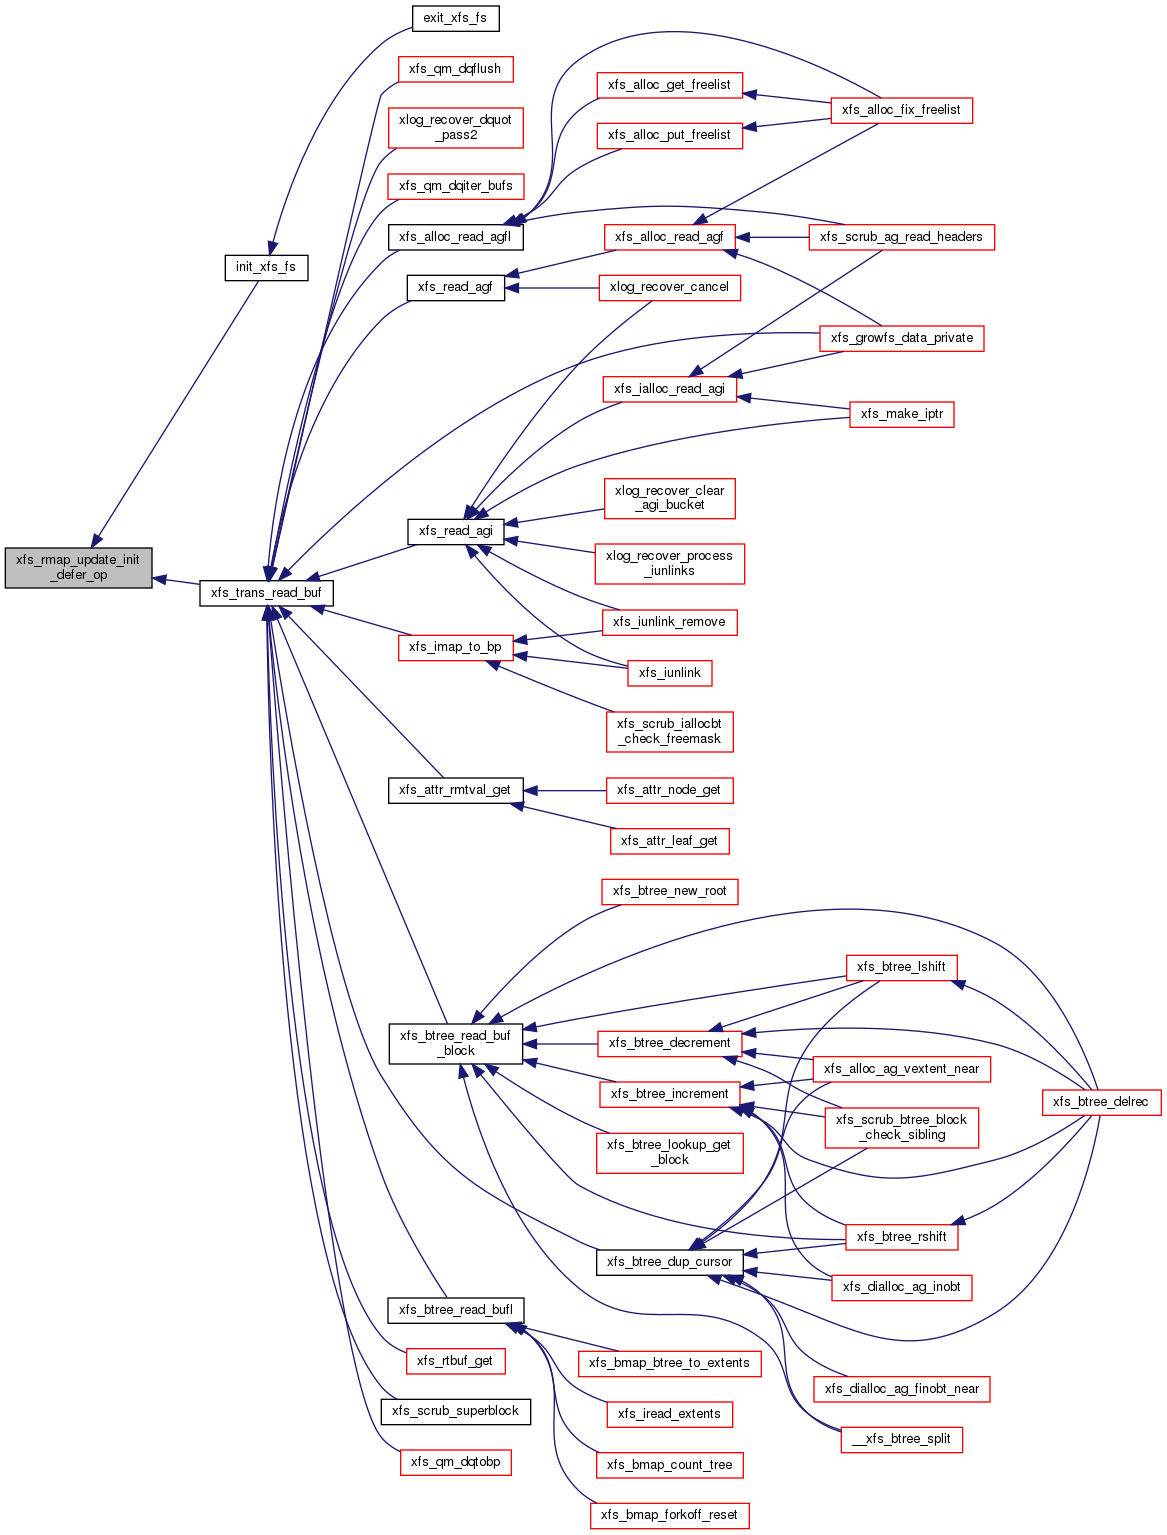 exit_xfs_fs
xfs_qm_dqflush
xlog_recover_dquot
_pass2
xfs_qm_dqiter_bufs
xfs_alloc_read_agfl
xfs_read_agf
init_xfs_fs
xfs_alloc_get_freelist
xfs_alloc_put_freelist
xfs_alloc_fix_freelist
xfs_alloc_read_agf
xfs_scrub_ag_read_headers
xlog_recover_cancel
xfs_growfs_data_private
xfs_ialloc_read_agi
xfs_make_iptr
xlog_recover_clear
_agi_bucket
xfs_read_agi
xlog_recover_process
_iunlinks
xfs_rmap_update_init
_defer_op
xfs_trans_read_buf
xfs_iunlink_remove
xfs_imap_to_bp
xfs_iunlink
xfs_scrub_iallocbt
_check_freemask
xfs_attr_rmtval_get
xfs_attr_node_get
xfs_attr_leaf_get
xfs_btree_new_root
xfs_btree_lshift
xfs_btree_read_buf
_block
xfs_btree_decrement
xfs_alloc_ag_vextent_near
xfs_btree_increment
xfs_btree_delrec
xfs_scrub_btree_block
_check_sibling
xfs_btree_lookup_get
_block
xfs_btree_rshift
xfs_btree_dup_cursor
xfs_dialloc_ag_inobt
xfs_btree_read_bufl
xfs_rtbuf_get
xfs_bmap_btree_to_extents
xfs_dialloc_ag_finobt_near
xfs_scrub_superblock
xfs_iread_extents
__xfs_btree_split
xfs_qm_dqtobp
xfs_bmap_count_tree
xfs_bmap_forkoff_reset